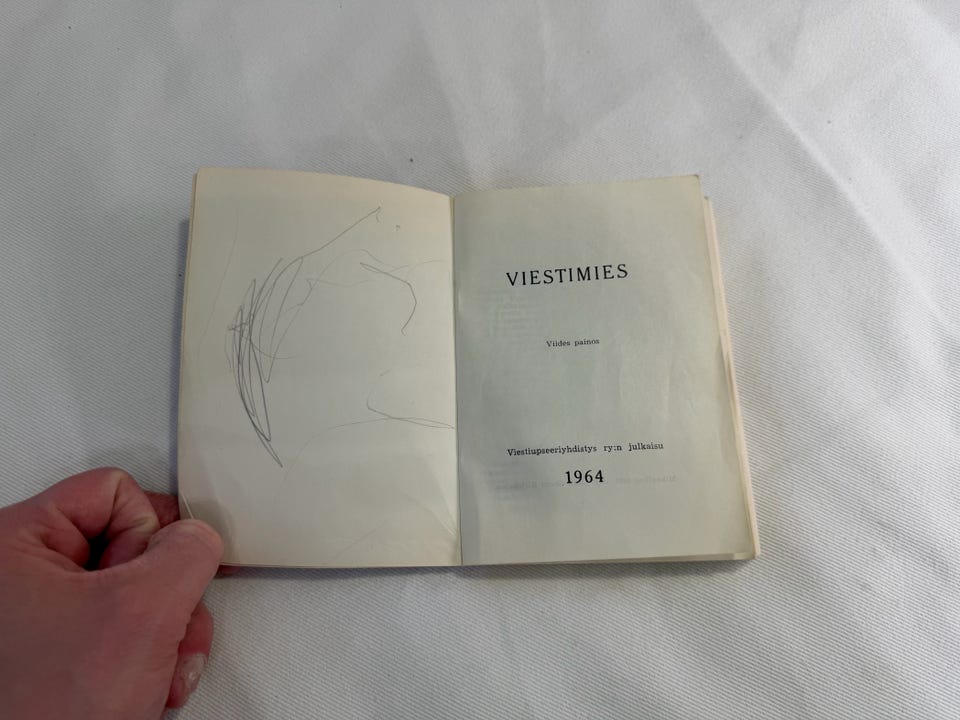 VIESTIMIES
Viides painos
Viestiupseeriyhdistys ry:n julkaisu
1964